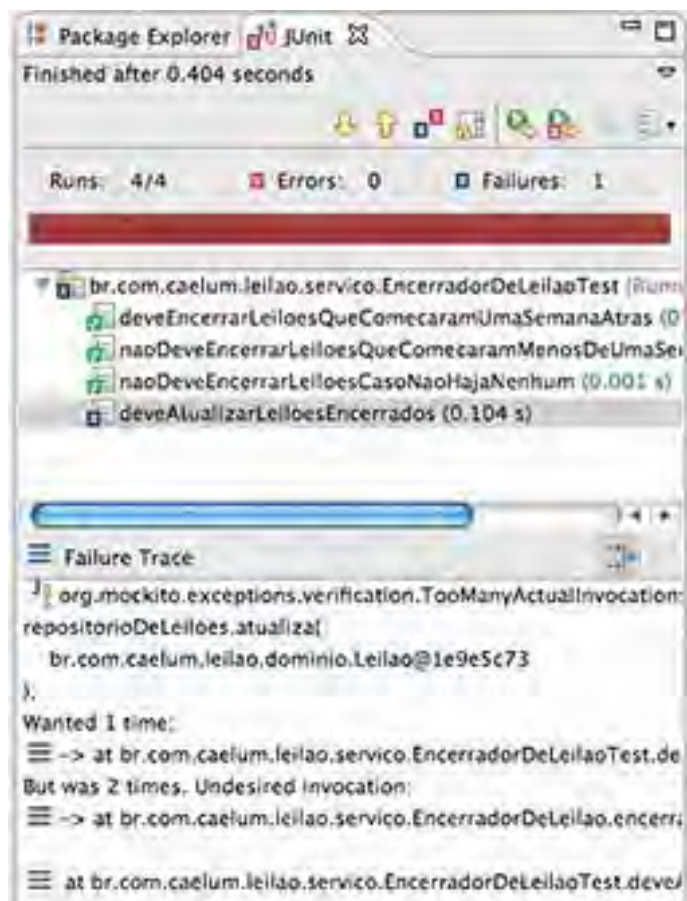 Package Explorer JUnit
Finished after 0.404 seconds
Runs: 4/4 Errors: 0 Failures: 1
br.com.caelum.leilao.servico.EncerradorDeLeilaoTest (Runn
deveEncerrarLeiloesQueComecaramUmaSemanaAtras (0
naoDeveEncerrarLeiloesQueComecaramMenosDeUmaSe
naoDeveEncerrarLeiloesCasoNaoHajaNenhum (0.001 s)
deveAtualizarLeiloesEncerrados (0.104 s)
Failure Trace
org.mockito.exceptions.verification.TooManyActualInvocation
repositorioDeLeiloes.atualiza(
br.com.caelum.leilao.dominio.Leilao@1e9e5c73
);
Wanted 1 time:
-> at br.com.caelum.leilao.servico.EncerradorDeLeilaoTest.de
But was 2 times. Undesired invocation:
-> at br.com.caelum.leilao.servico.EncerradorDeLeilao.encerra
at br.com.caelum.leilao.servico.EncerradorDeLeilaoTest.deveA